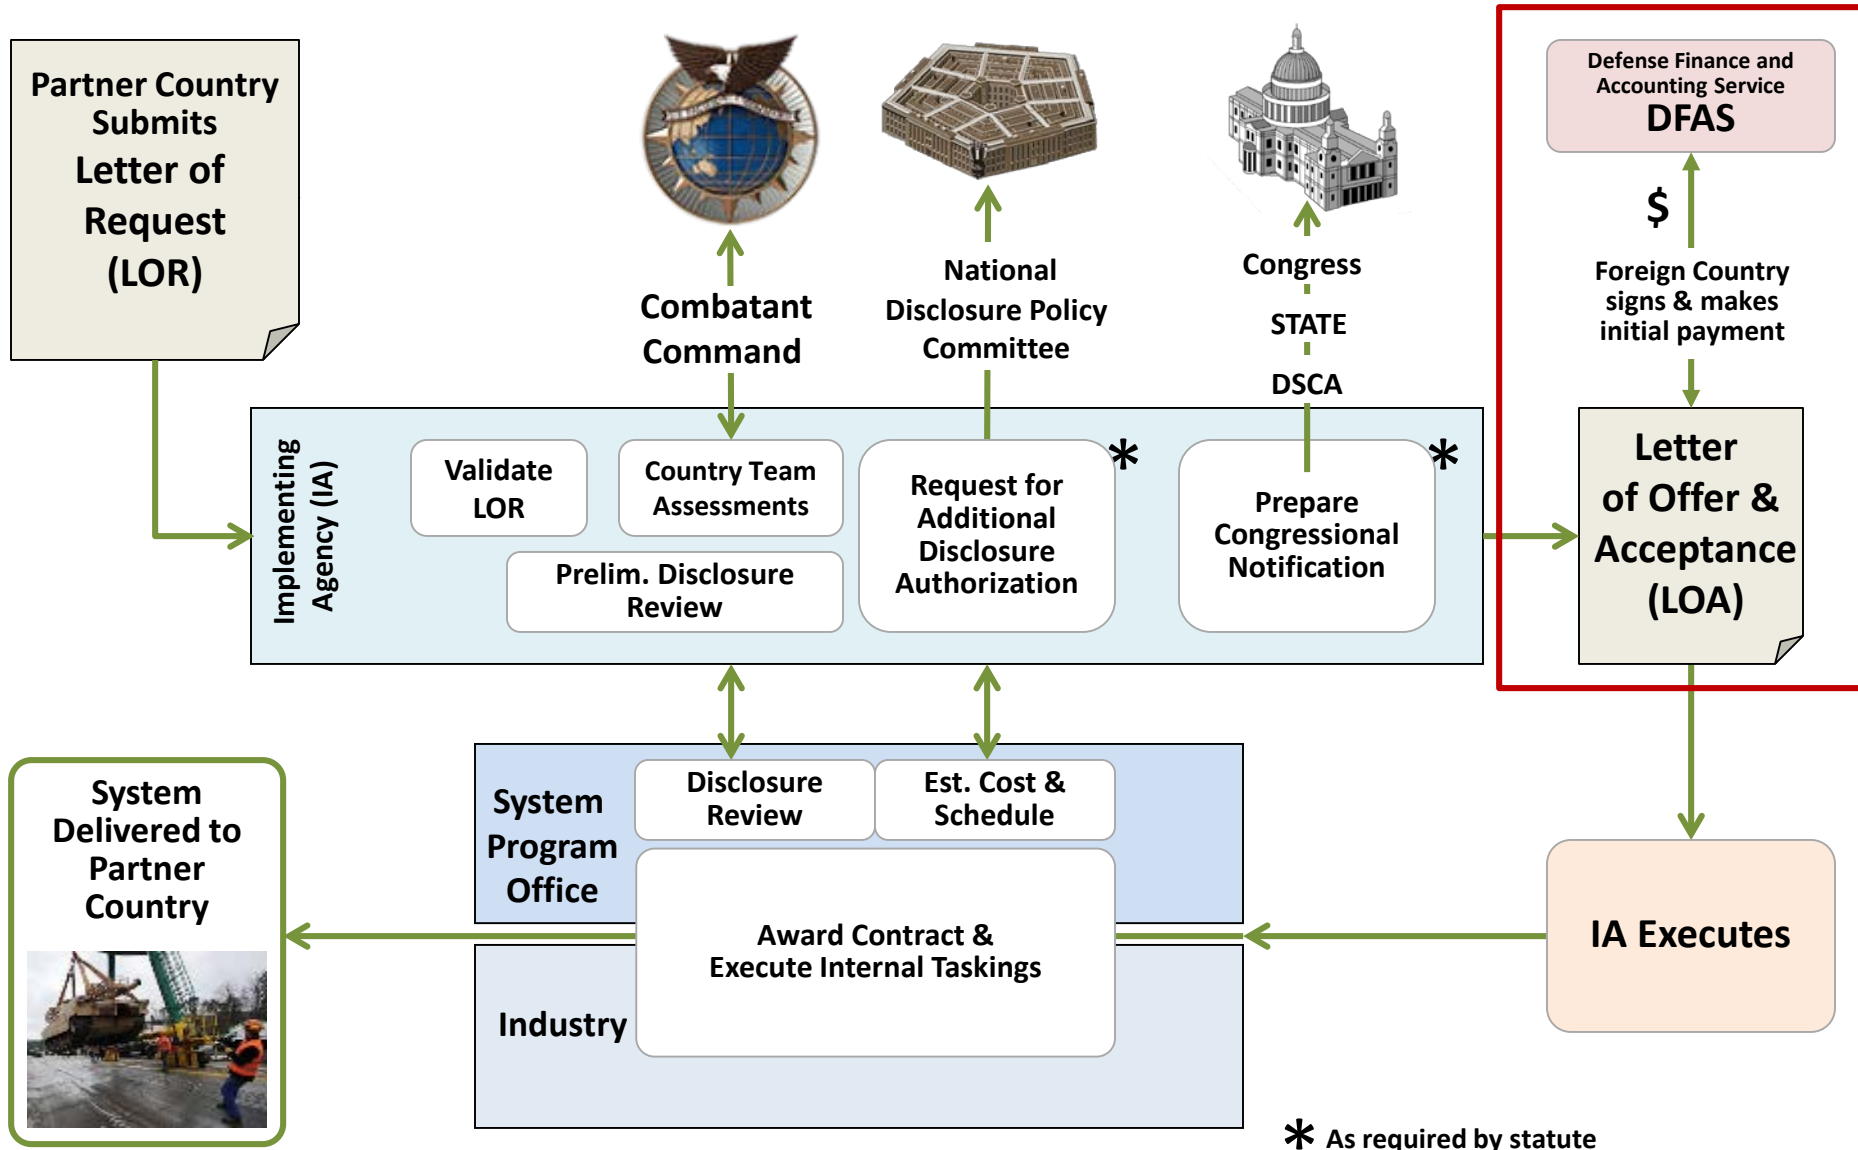 Partner Country
Submits
Letter of
Request
(LOR)
Combatant
Command
National
Disclosure Policy
Committee
Congress
STATE
DSCA
Defense Finance and
Accounting Service
DFAS
$
Foreign Country
signs & makes
initial payment
Implementing
Agency (IA)
Validate
LOR
Country Team
Assessments
Prelim. Disclosure
Review
Request for
Additional
Disclosure
Authorization
*
Prepare
Congressional
Notification
*
Letter
of Offer &
Acceptance
(LOA)
System
Program
Office
Disclosure
Review
Est. Cost &
Schedule
Award Contract &
Execute Internal Taskings
Industry
IA Executes
System
Delivered to
Partner
Country
* As required by statute